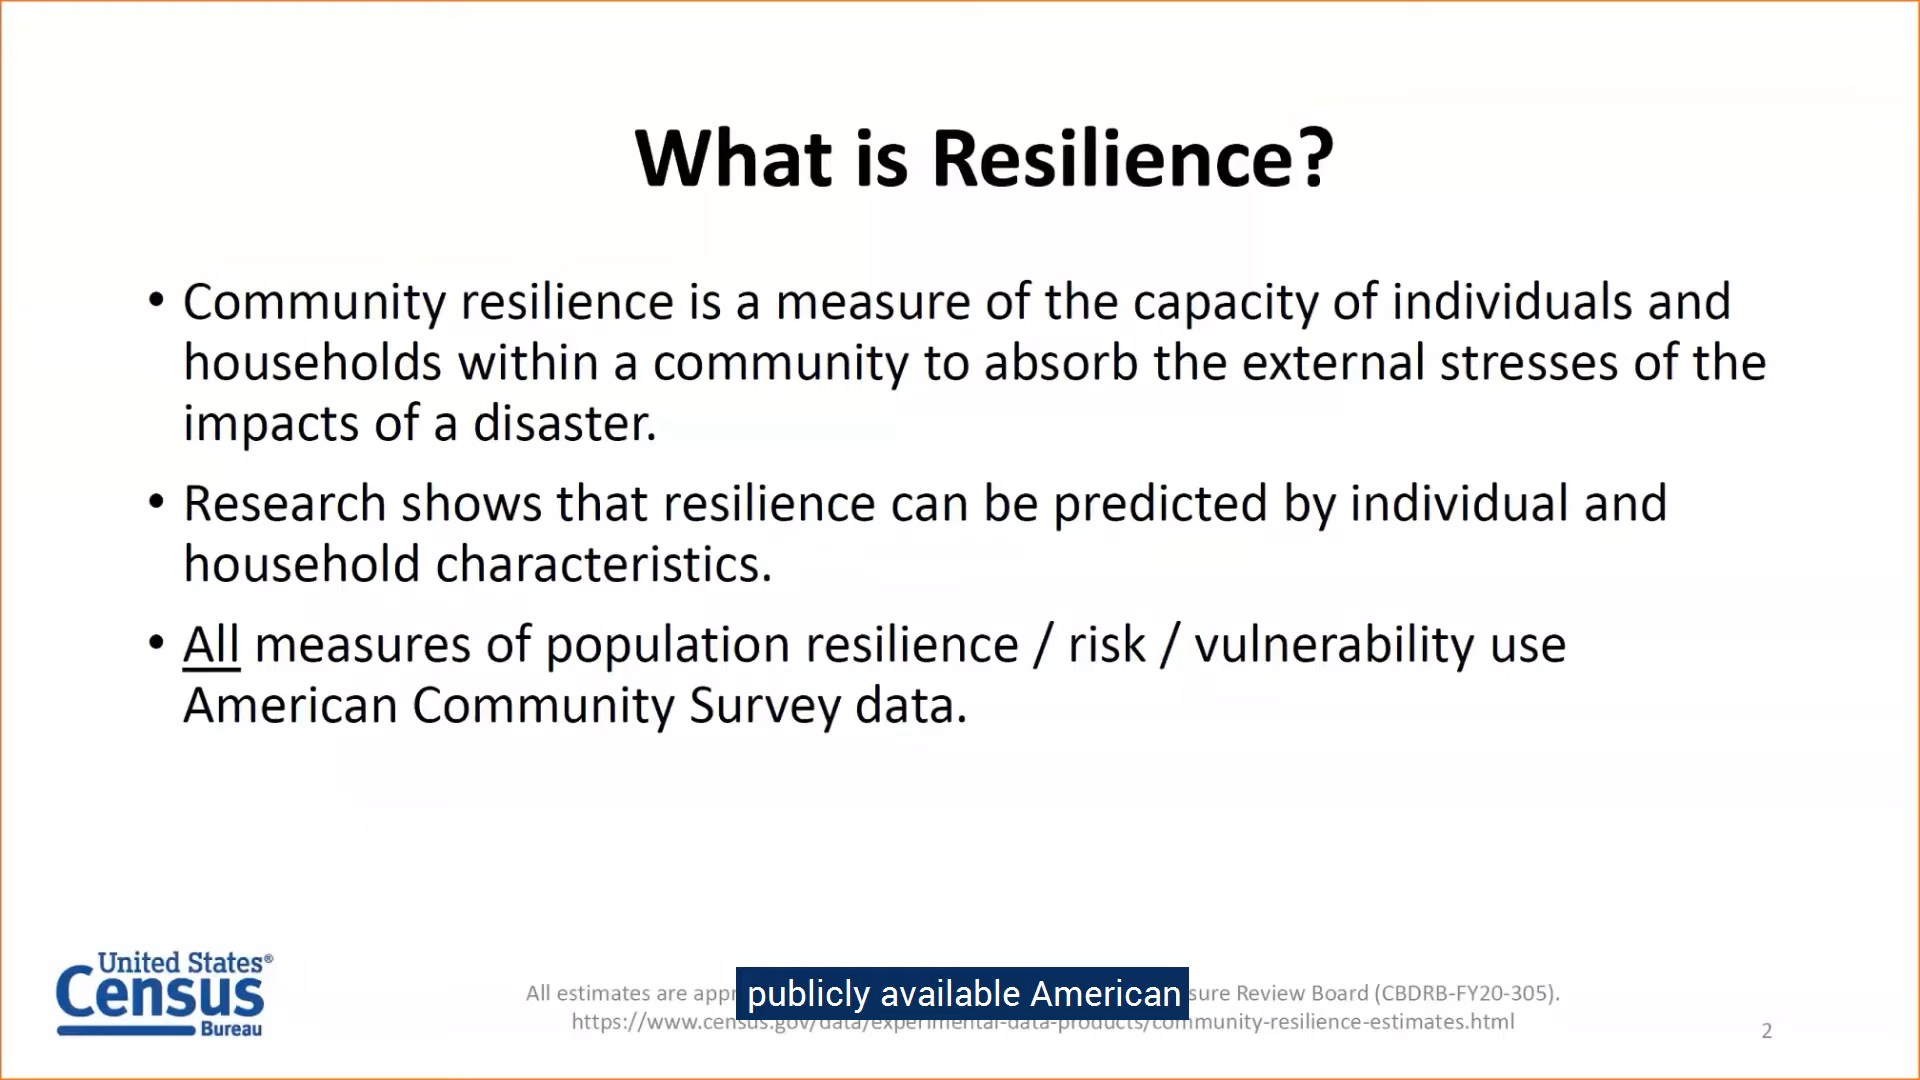 What is Resilience?
• Community resilience is a measure of the capacity of individuals and
households within a community to absorb the external stresses of the
impacts of a disaster.
• Research shows that resilience can be predicted by individual and
household characteristics.
• All measures of population resilience / risk / vulnerability use
American Community Survey data.
United States®
Census
Bureau
All estimates are
publicly available American
Review Board (CBDRB-FY20-305).
https://www.census.gov/data/experimental-data-products/community-resilience-estimates.html
2